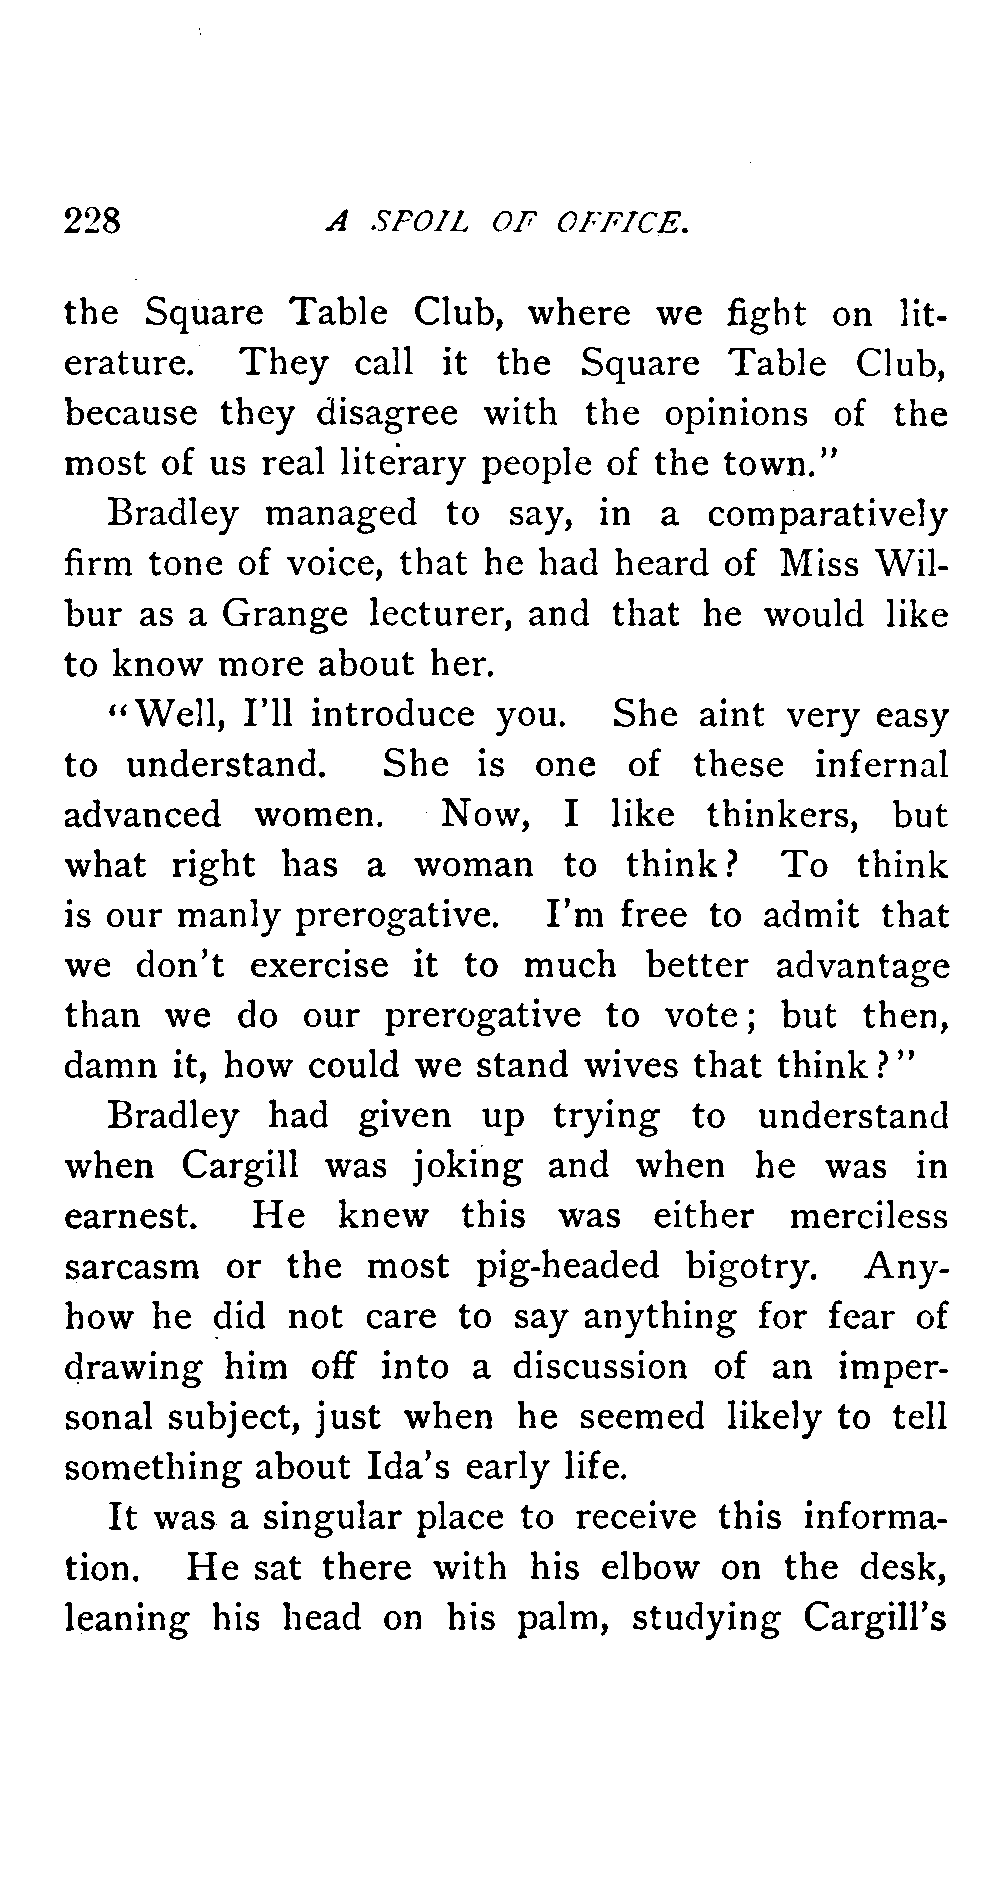 228 A SPOIL OF OFFICE.
the Square Table Club, where we fight on lit-
erature. They call it the Square Table Club,
because they disagree with the opinions of the
most of us real literary people of the town."
Bradley managed to say, in a comparatively
firm tone of voice, that he had heard of Miss Wil-
bur as a Grange lecturer, and that he would like
to know more about her.
"Well, I'll introduce you. She aint very easy
to understand. She is one of these infernal
advanced women. Now, I like thinkers, but
what right has a woman to think? To think
is our manly prerogative. I'm free to admit that
we don't exercise it to much better advantage
than we do our prerogative to vote; but then,
damn it, how could we stand wives that think?"
Bradley had given up trying to understand
when Cargill was joking and when he was in
earnest. He knew this was either merciless
sarcasm or the most pig-headed bigotry. Any-
how he did not care to say anything for fear of
drawing him off into a discussion of an imper-
sonal subject, just when he seemed likely to tell
something about Ida's early life.
It was a singular place to receive this informa-
tion. He sat there with his elbow on the desk,
leaning his head on his palm, studying Cargill's